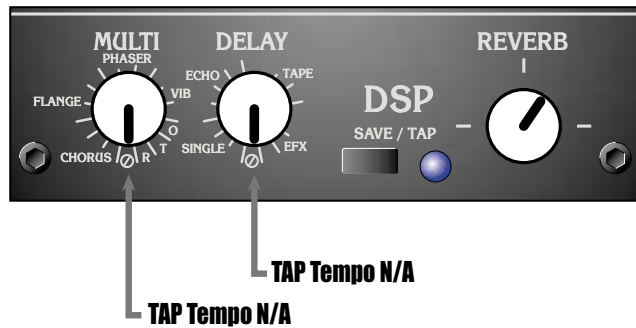 MULTI
DELAY
REVERB
PHASER
ECHO
TAPE
FLANGE
VIB
DSP
O
T
R
SAVE / TAP
CHORUS
SINGLE
EFX
TAP Tempo N/A
TAP Tempo N/A